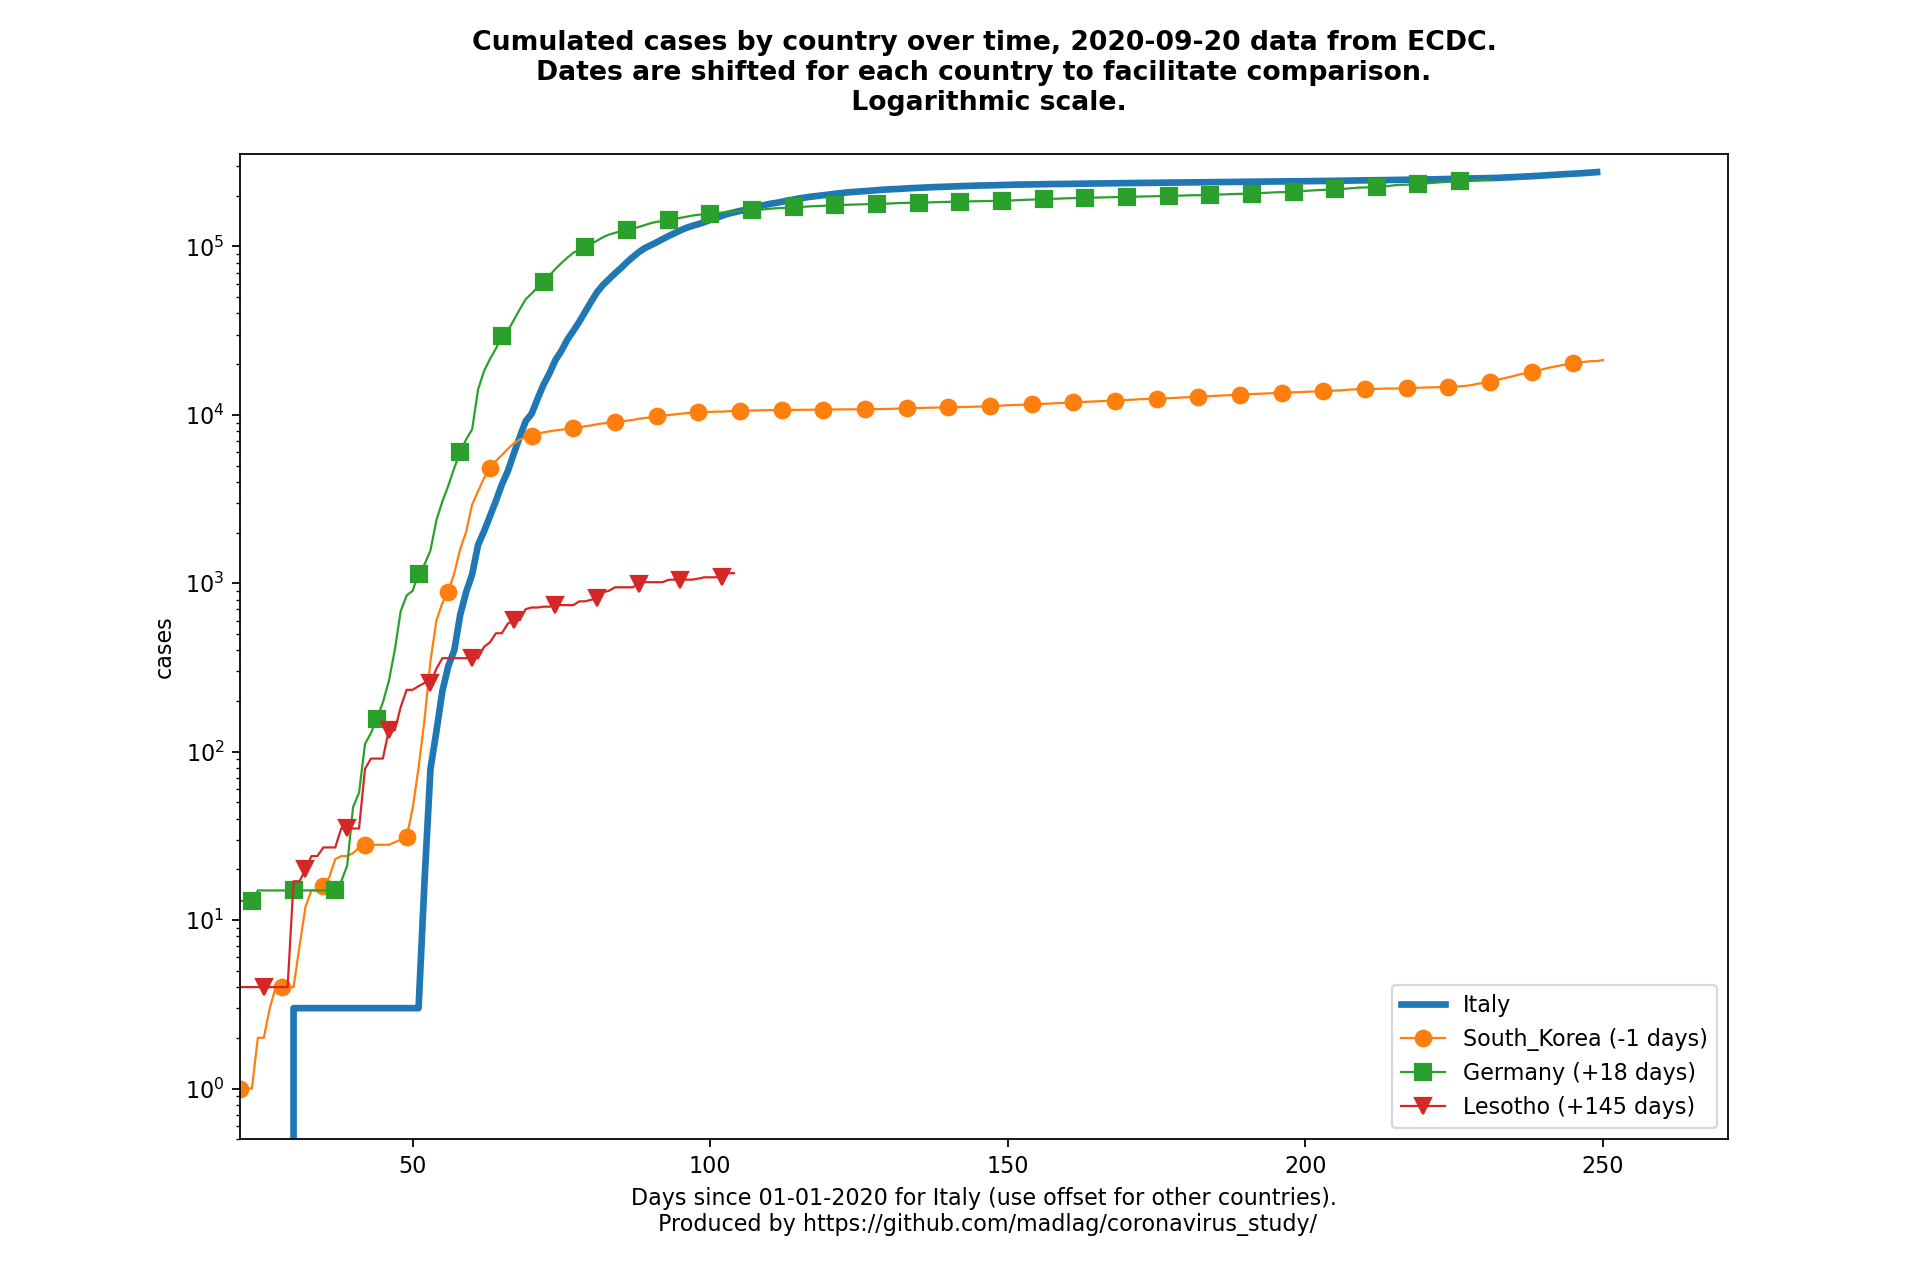 Cumulated cases by country over time, 2020-09-20 data from ECDC.
Dates are shifted for each country to facilitate comparison.
Logarithmic scale.
10^5
10^4
10^3
10^2
10^1
10^0
cases
Italy
South_Korea (-1 days)
Germany (+18 days)
Lesotho (+145 days)
50 100 150 200 250
Days since 01-01-2020 for Italy (use offset for other countries).
Produced by https://github.com/madlag/coronavirus_study/